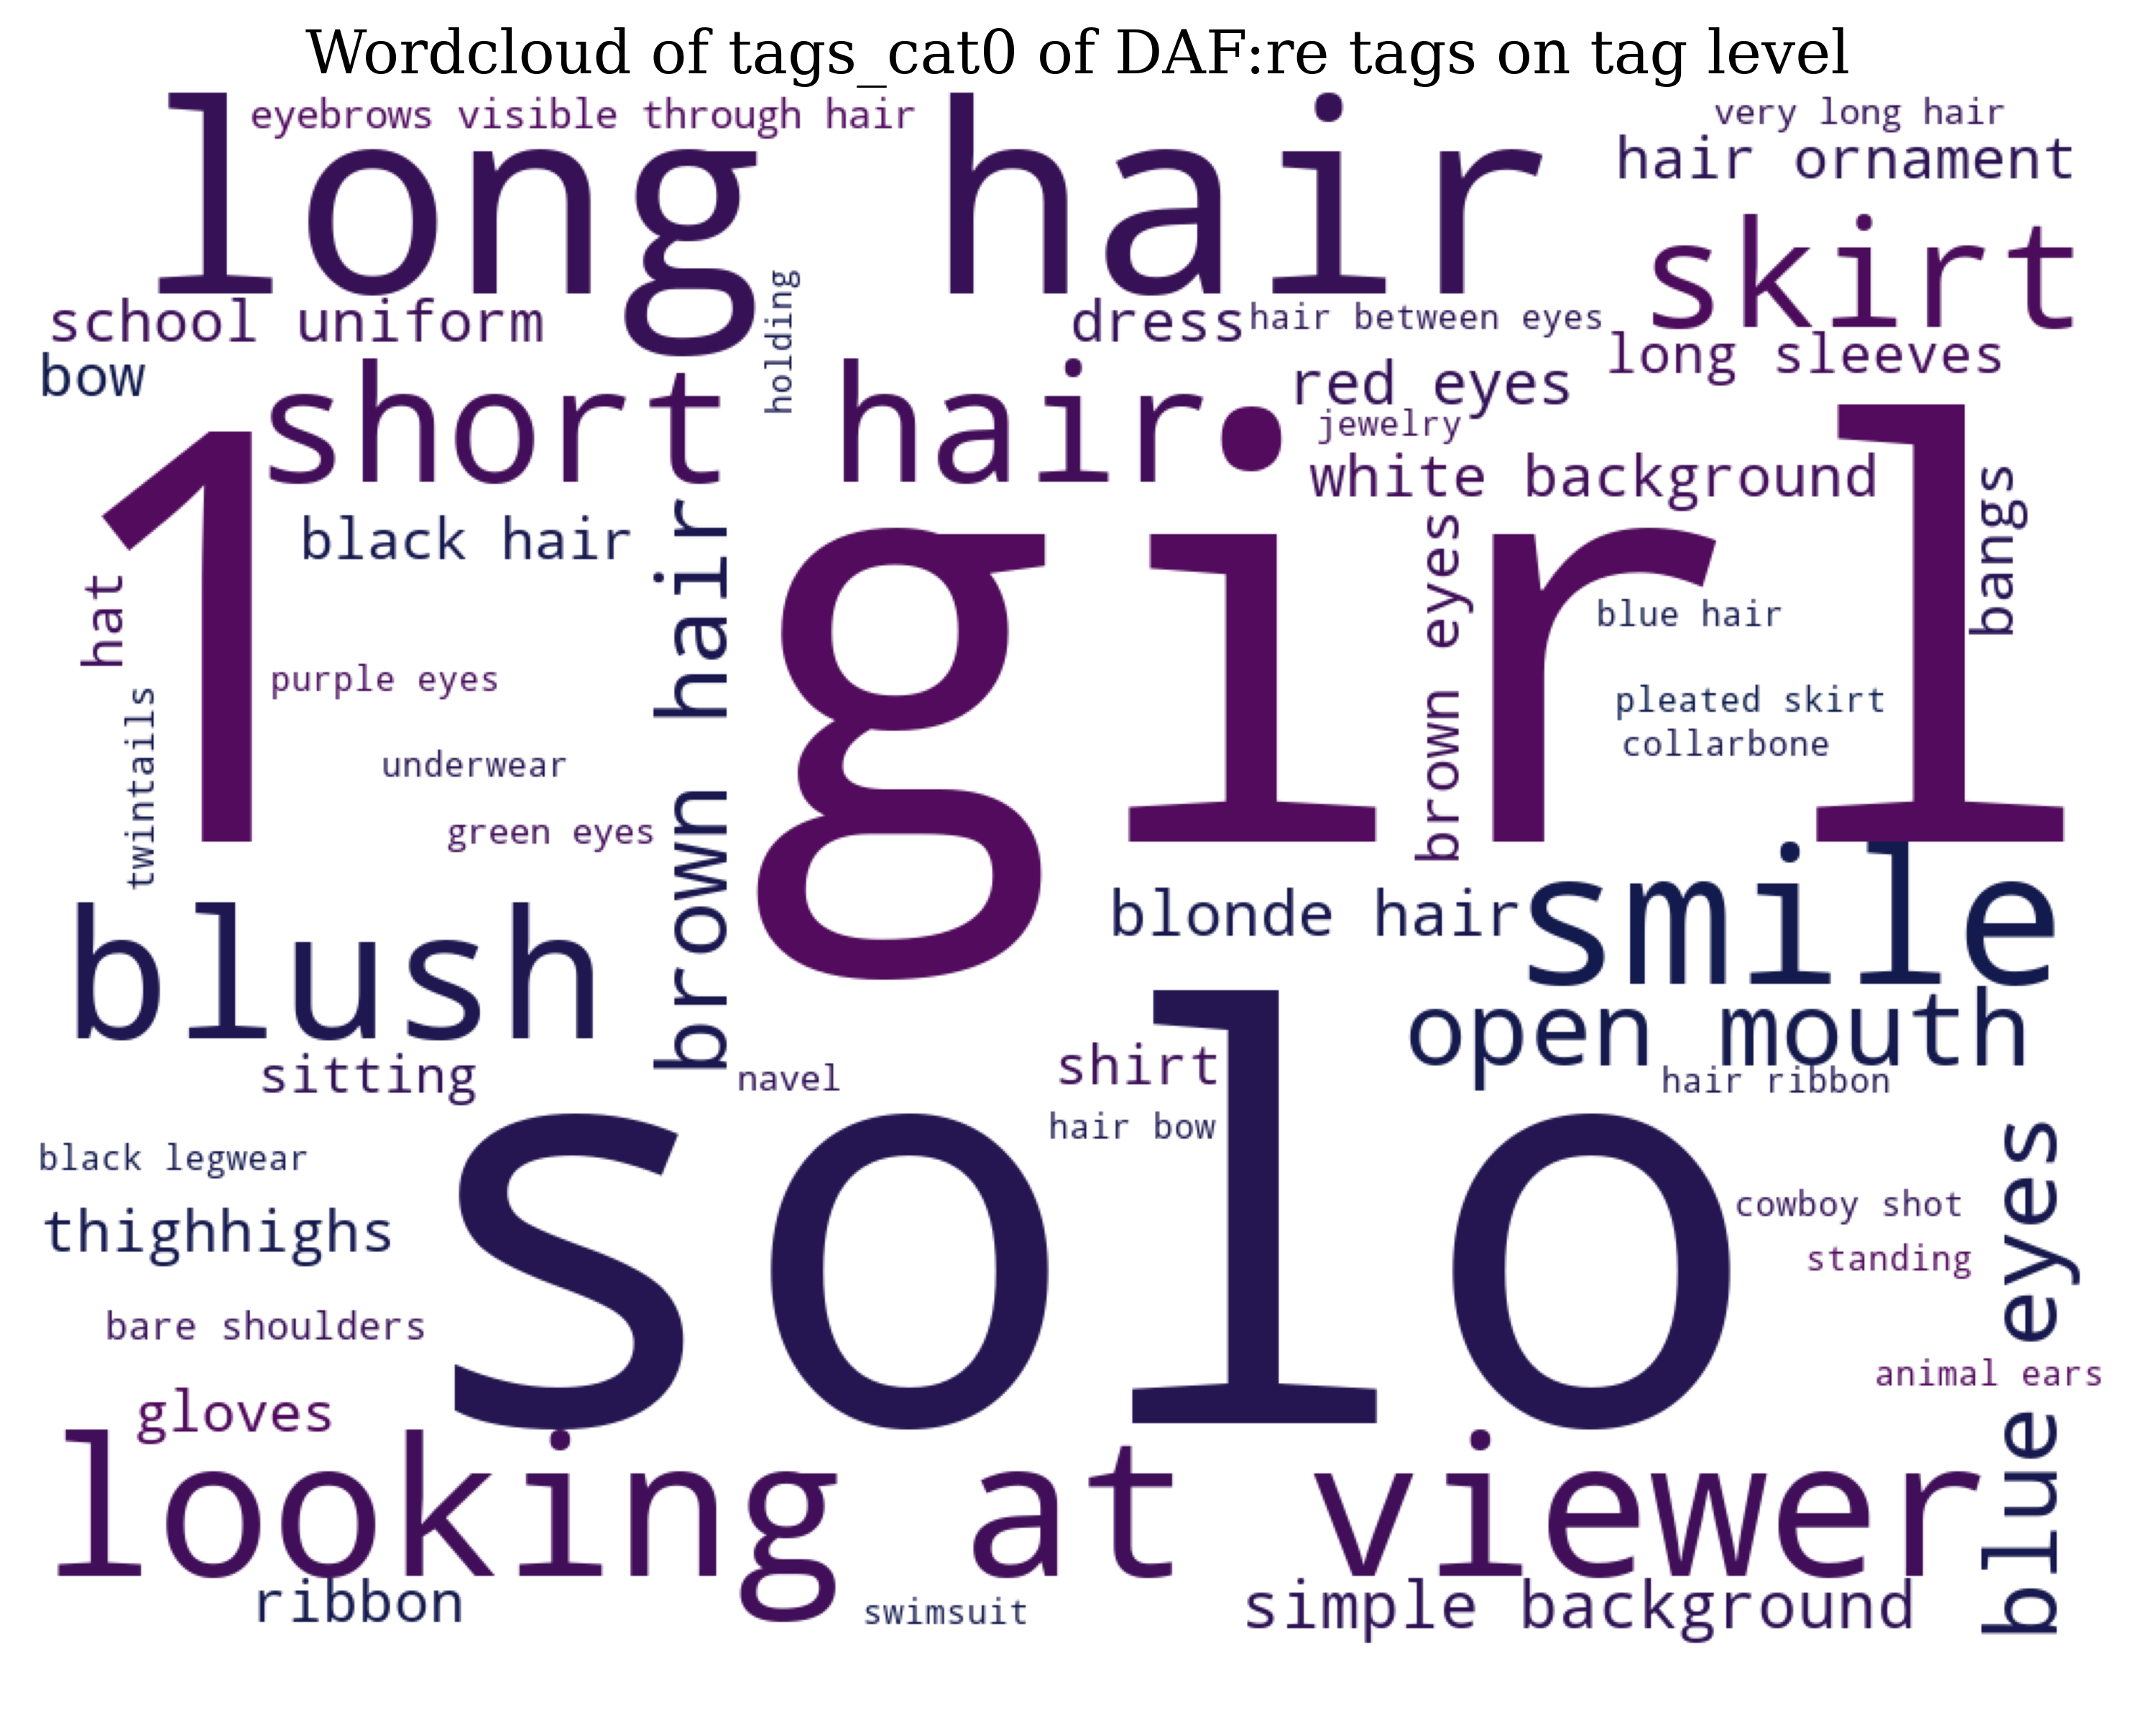 Wordcloud of tags_cat0 of DAF:re tags on tag level
eyebrows visible through hair
very long hair
long hair
hair ornament
skirt
school uniform
holding
dress
hair between eyes
long sleeves
bow
short hair
red eyes
jewelry
white background
1girl
black hair
brown hair
brown eyes
bangs
hat
blue hair
purple eyes
pleated skirt
twintails
collarbone
underwear
green eyes
blush
blonde hair
smile
open mouth
sitting
navel
shirt
hair ribbon
hair bow
solo
black legwear
blue eyes
thighhighs
cowboy shot
standing
bare shoulders
animal ears
gloves
looking at viewer
ribbon
swimsuit
simple background